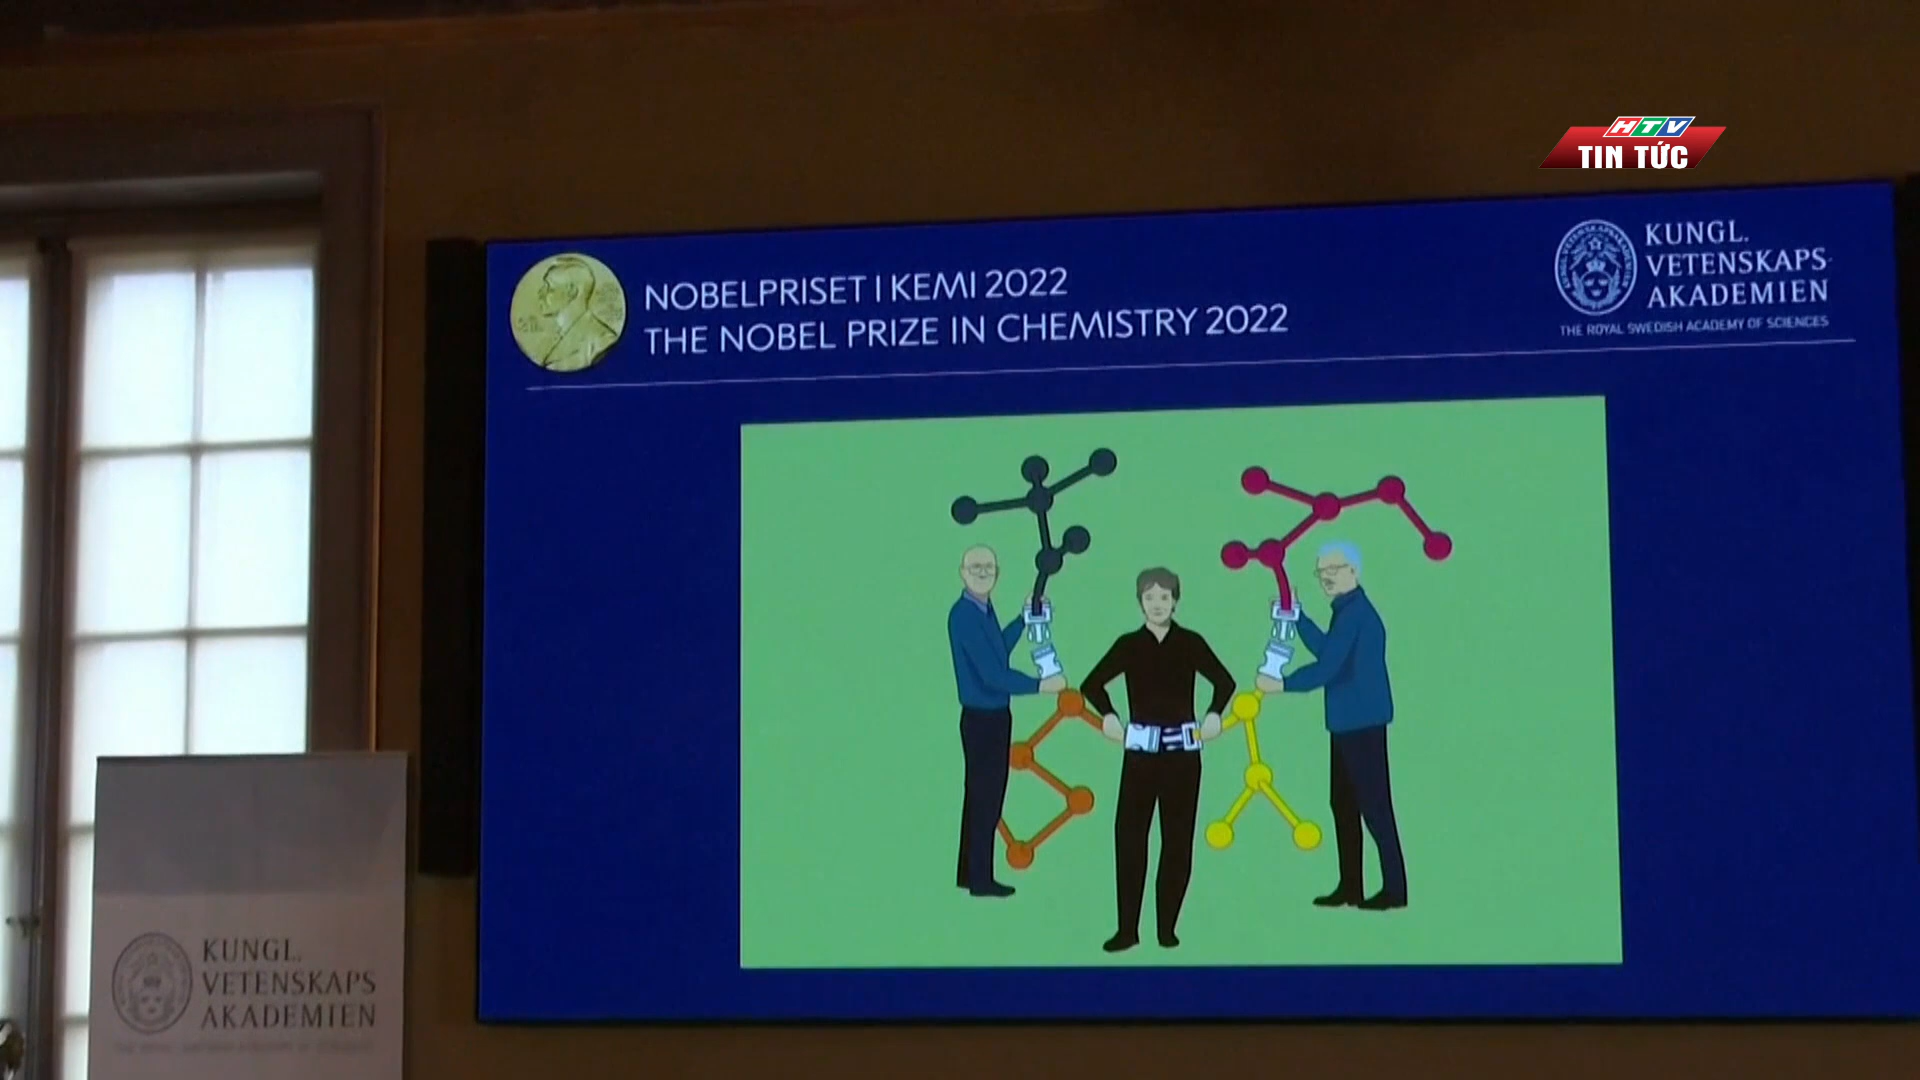 HTV
TIN TỨC
NOBELPRISET I KEMI 2022
THE NOBEL PRIZE IN CHEMISTRY 2022
KUNGL.
VETENSKAPS
AKADEMIEN
THE ROYAL SWEDISH ACADEMY OF SCIENCES
KUNGL.
VETENSKAPS
AKADEMIEN